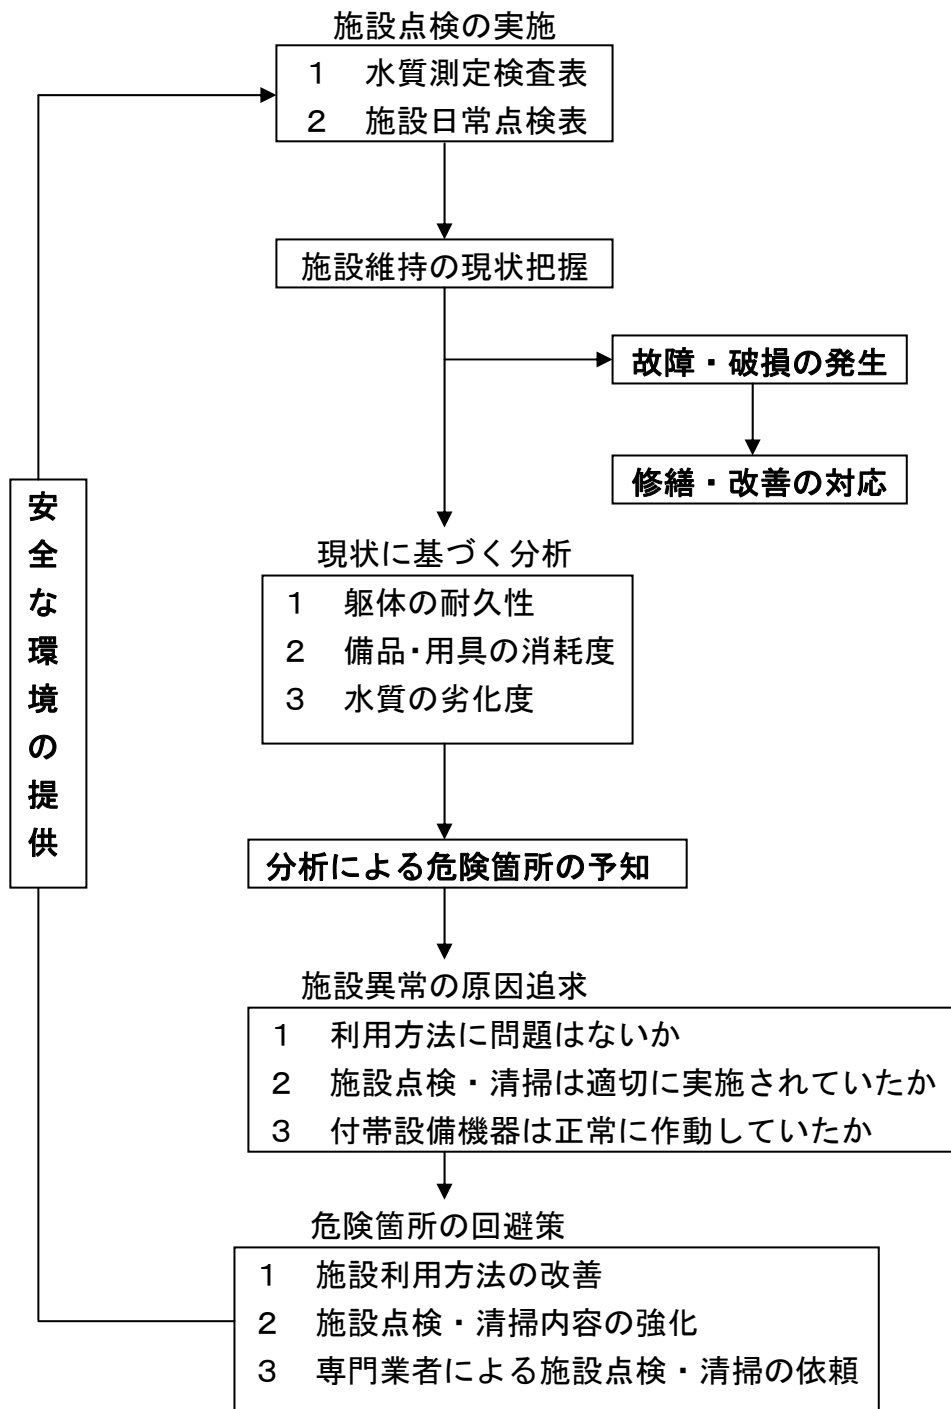 施設点検の実施
１　水質測定検査表
２　施設日常点検表
施設維持の現状把握
故障・破損の発生
修繕・改善の対応
安全な環境の提供
現状に基づく分析
１　躯体の耐久性
２　備品・用具の消耗度
３　水質の劣化度
分析による危険箇所の予知
施設異常の原因追求
１　利用方法に問題はないか
２　施設点検・清掃は適切に実施されていたか
３　付帯設備機器は正常に作動していたか
危険箇所の回避策
１　施設利用方法の改善
２　施設点検・清掃内容の強化
３　専門業者による施設点検・清掃の依頼